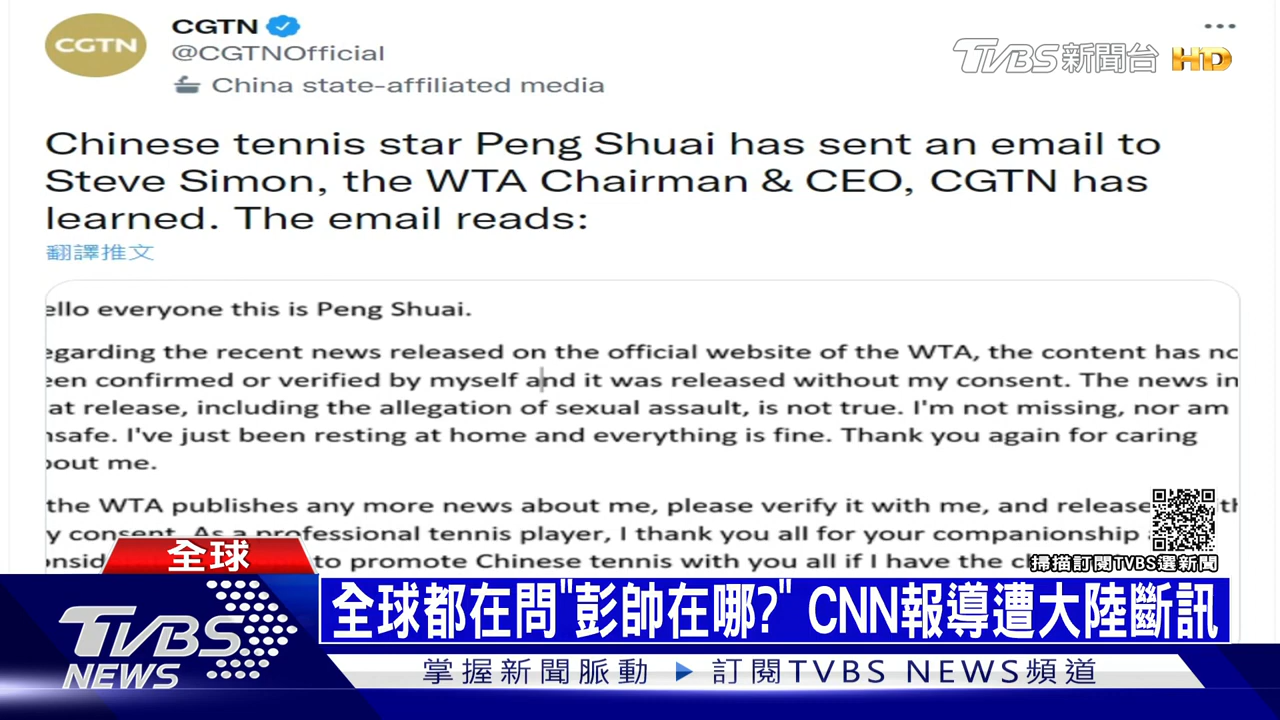 CGTN
CGTN
@CGTNOfficial
China state-affiliated media
TVBS新聞台 HD
Chinese tennis star Peng Shuai has sent an email to
Steve Simon, the WTA Chairman & CEO, CGTN has
learned. The email reads:
翻譯推文
ello everyone this is Peng Shuai.
egarding the recent news released on the official website of the WTA, the content has no
een confirmed or verified by myself and it was released without my consent. The news in
at release, including the allegation of sexual assault, is not true. I'm not missing, nor am
nsafe. I've just been resting at home and everything is fine. Thank you again for caring
bout me.
the WTA publishes any more news about me, please verify it with me, and release
y consent. As a professional tennis player, I thank you all for your companionship
onsid to promote Chinese tennis with you all if I have the c
掃描訂閱TVBS選新聞
全球
全球都在問"彭帥在哪?" CNN報導遭大陸斷訊
TVBS
NEWS
掌握新聞脈動 ▶ 訂閱TVBS NEWS頻道